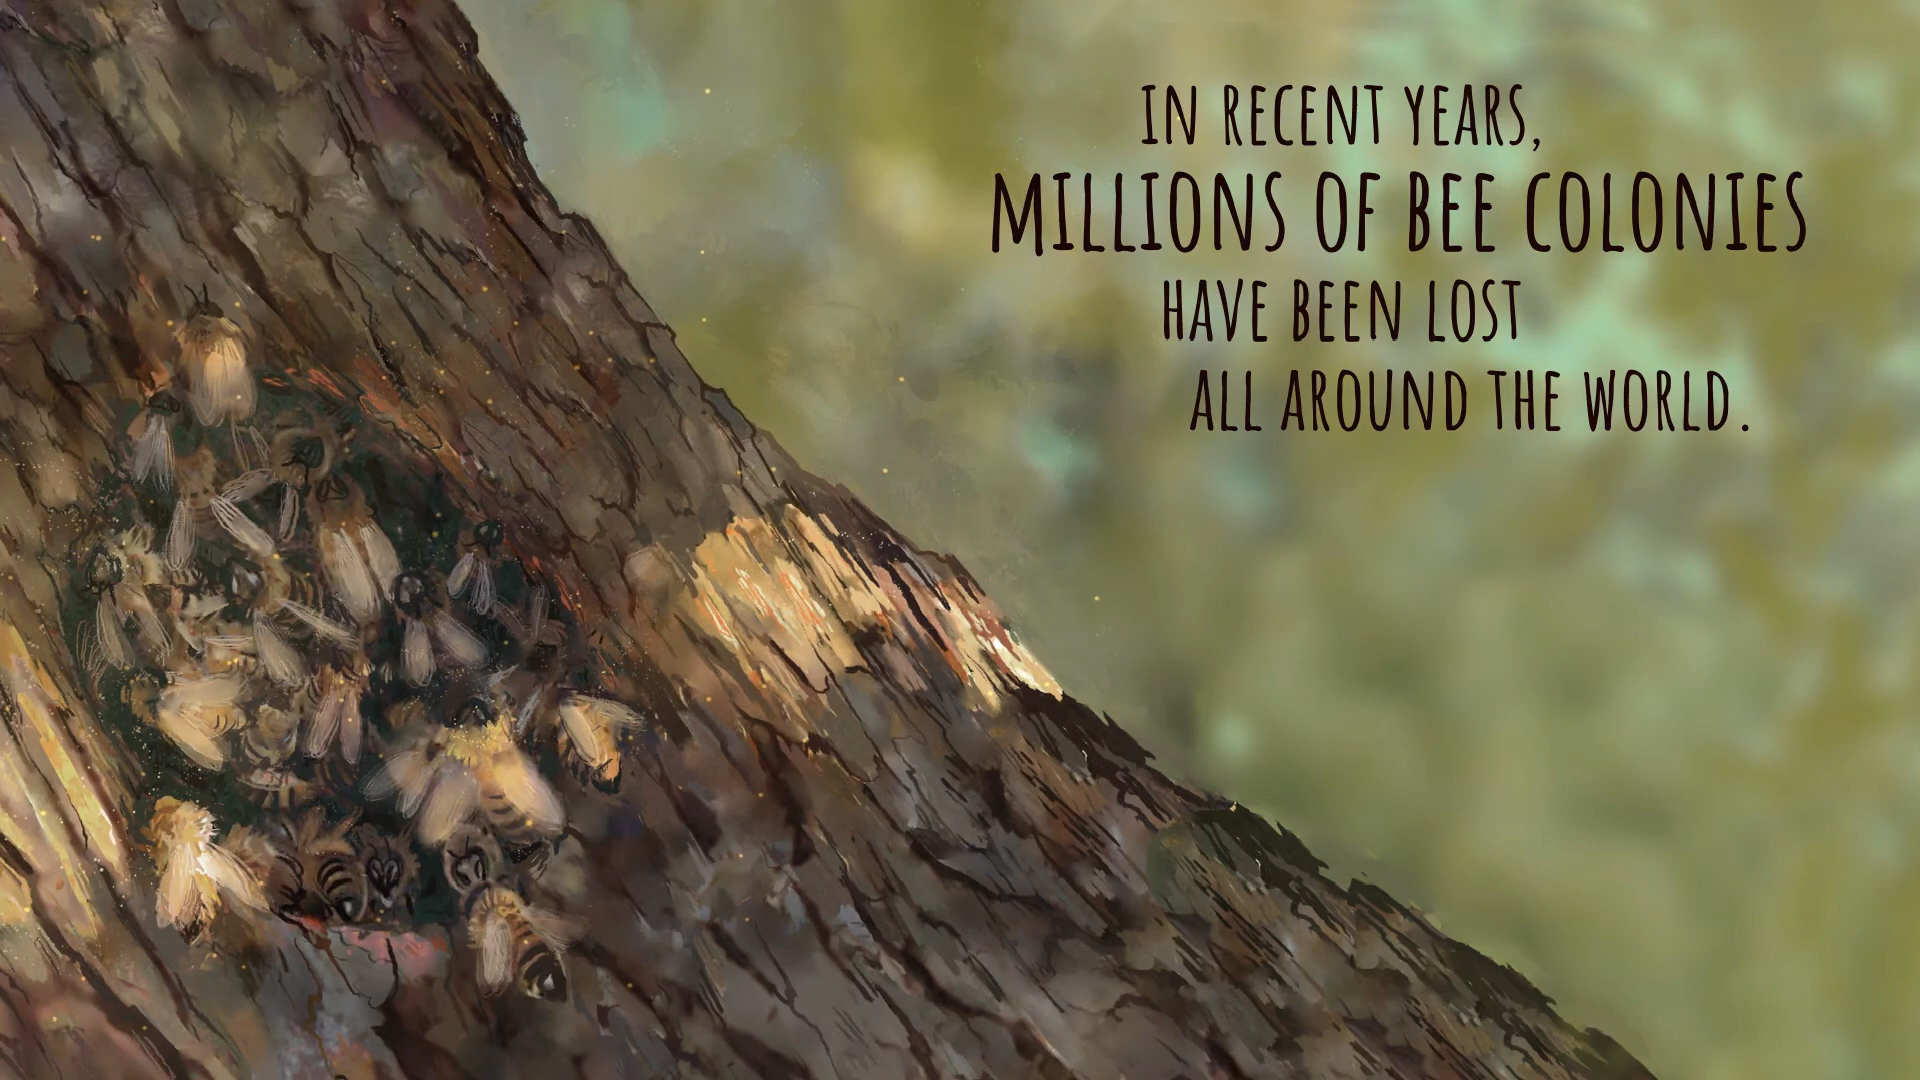 IN RECENT YEARS,
MILLIONS OF BEE COLONIES
HAVE BEEN LOST
ALL AROUND THE WORLD.